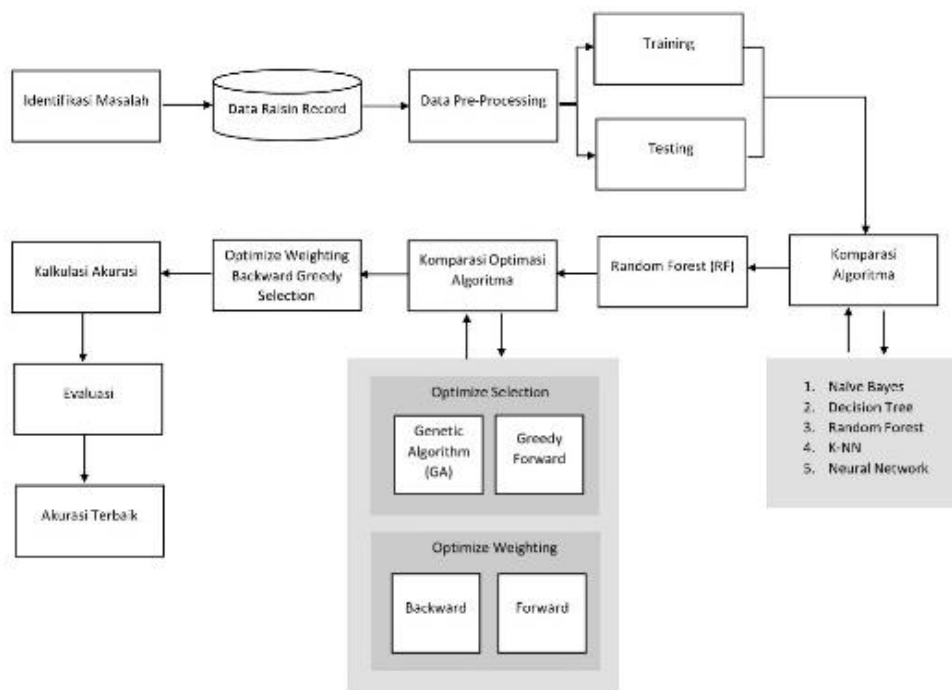 Training
Identifikasi Masalah
Data Raisin Record
Data Pre-Processing
Testing
Kalkulasi Akurasi
Optimize Weighting
Backward Greedy
Selection
Komparasi Optimasi
Algoritma
Random Forest (RF)
Komparasi
Algoritma
Evaluasi
Akurasi Terbaik
Optimize Selection
Genetic
Algorithm
(GA)
Greedy
Forward
Optimize Weighting
Backward
Forward
1. Naïve Bayes
2. Decision Tree
3. Random Forest
4. K-NN
5. Neural Network